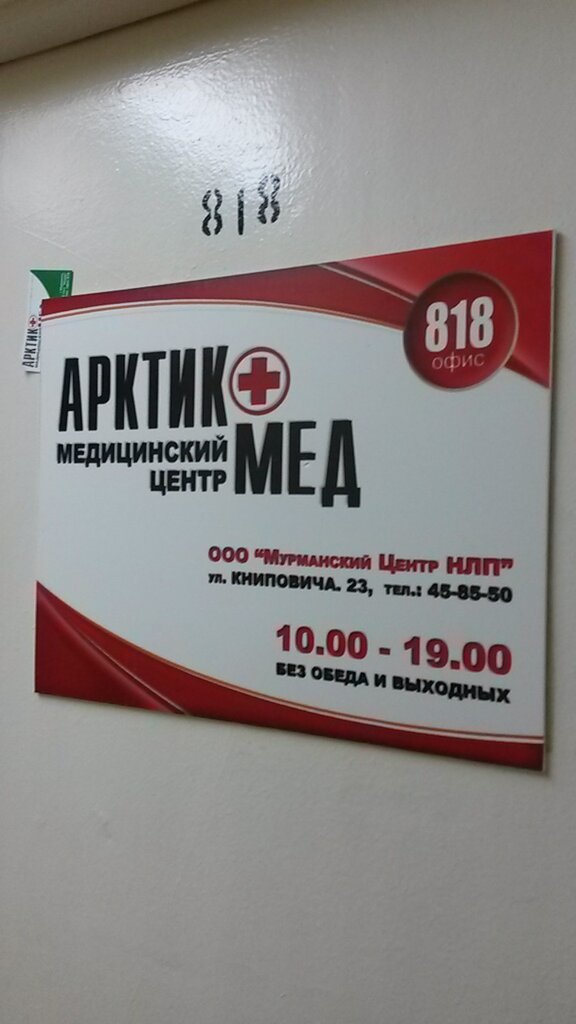 818
818
офис
АРКТИК
МЕДИЦИНСКИЙ
ЦЕНТР
МЕД
ООО "Мурманский Центр НЛП"
ул. КНИПОВИЧА. 23, тел.: 45-85-50
10.00 - 19.00
БЕЗ ОБЕДА И ВЫХОДНЫХ
АРКТИК